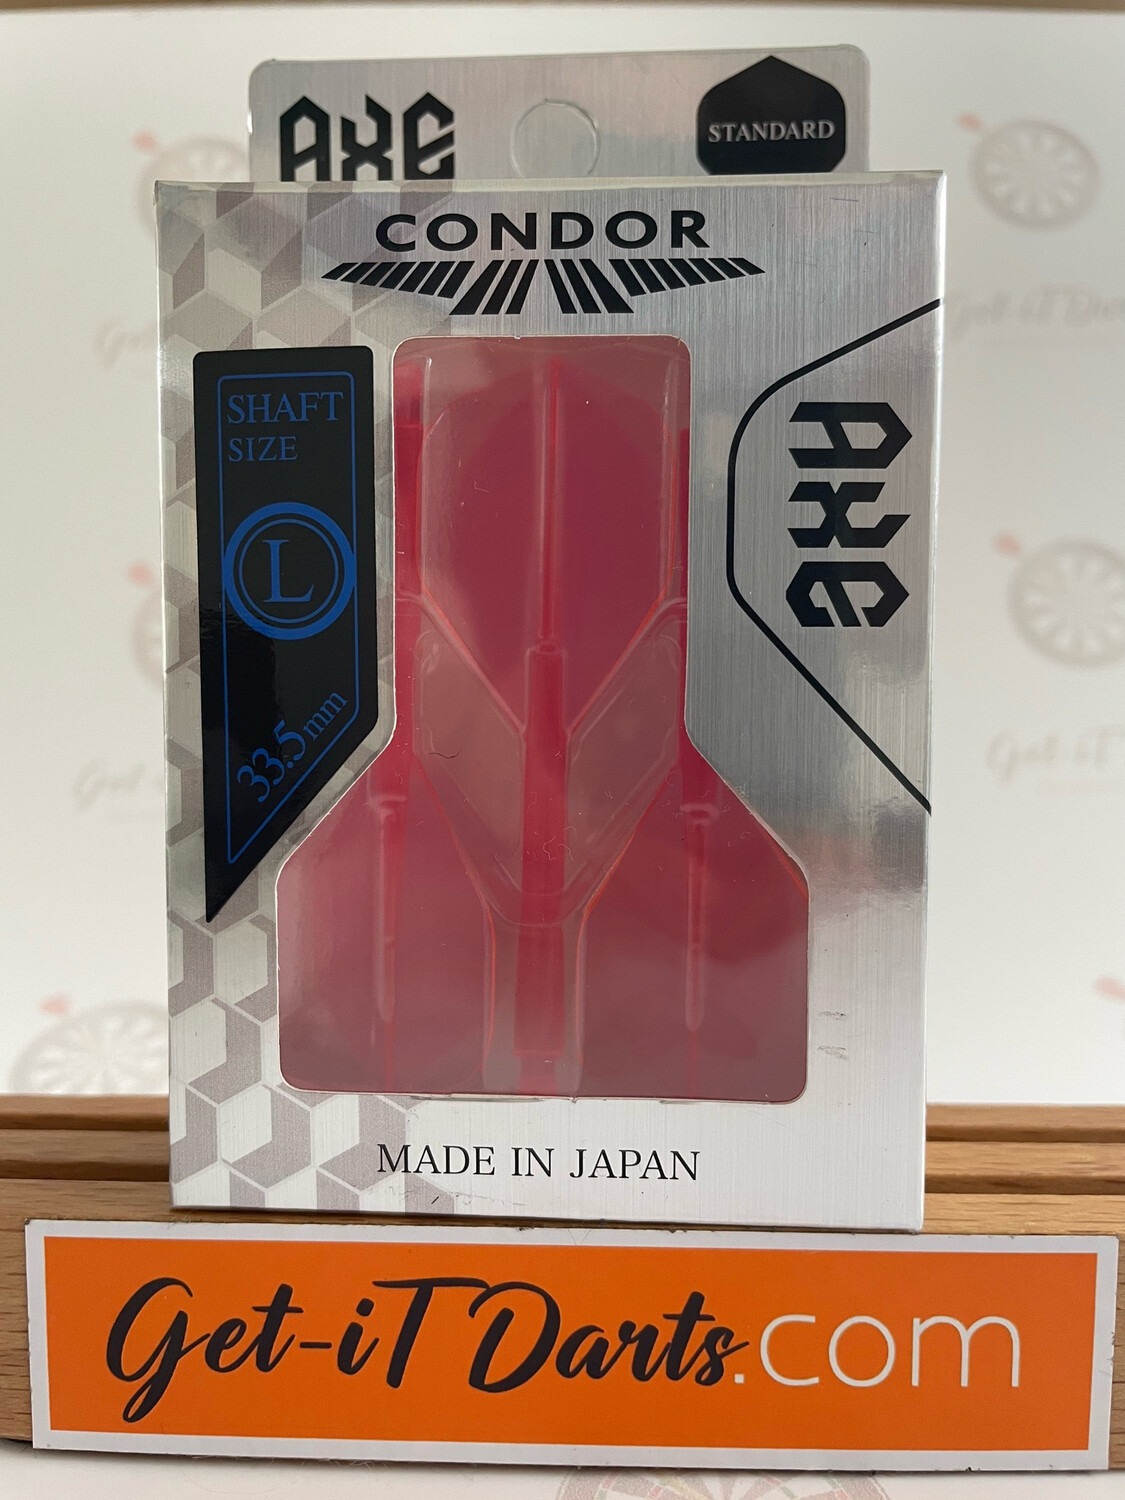 AXE
STANDARD
CONDOR
SHAFT
SIZE
L
33.5mm
AXE
MADE IN JAPAN
Get-iT Darts.com